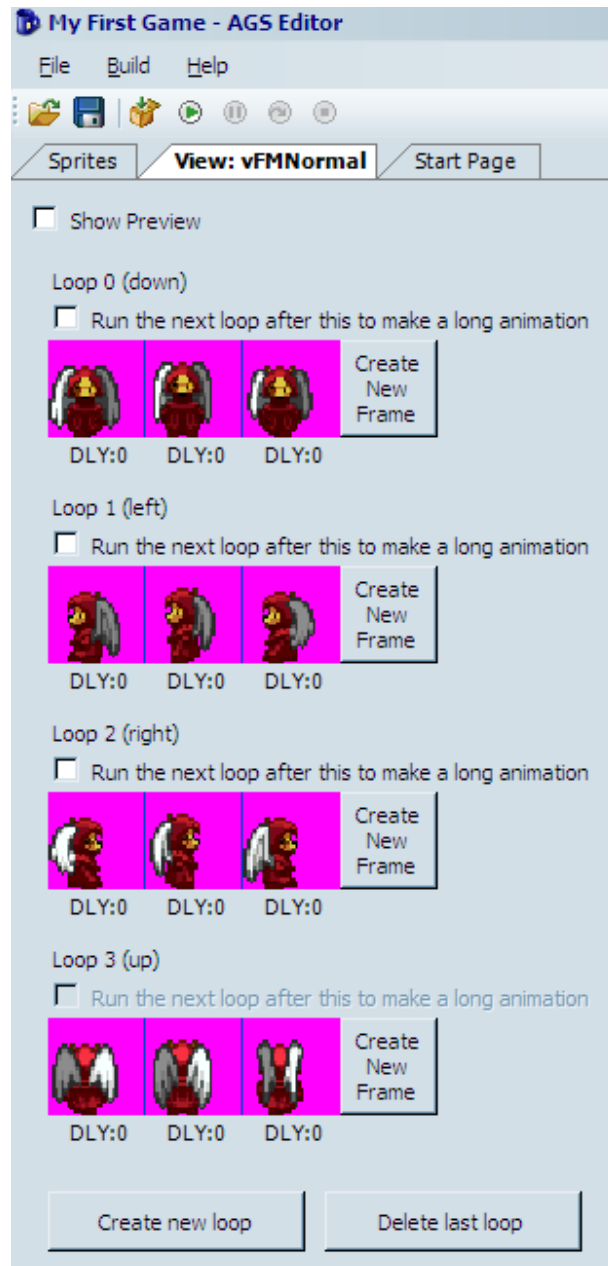 My First Game - AGS Editor
File Build Help
Sprites View: vFMNormal Start Page
Show Preview
Loop 0 (down)
Run the next loop after this to make a long animation
Create
New
Frame
DLY:0 DLY:0 DLY:0
Loop 1 (left)
Run the next loop after this to make a long animation
Create
New
Frame
DLY:0 DLY:0 DLY:0
Loop 2 (right)
Run the next loop after this to make a long animation
Create
New
Frame
DLY:0 DLY:0 DLY:0
Loop 3 (up)
Run the next loop after this to make a long animation
Create
New
Frame
DLY:0 DLY:0 DLY:0
Create new loop Delete last loop